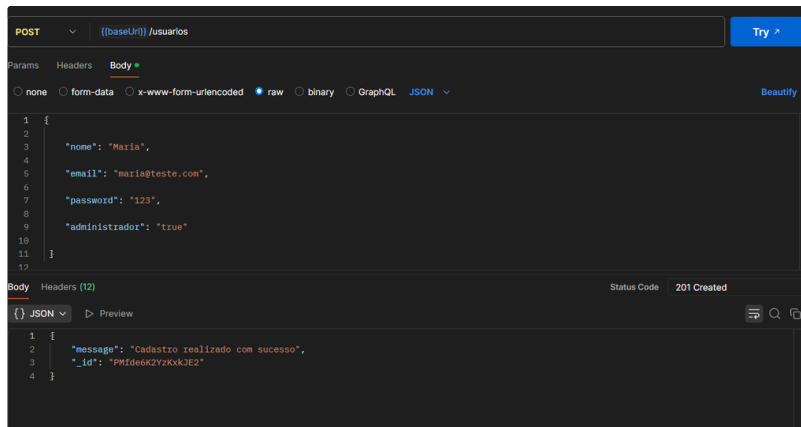 POST {{baseUrl}} /usuarios Try ↗
Params Headers Body
none form-data x-www-form-urlencoded raw binary GraphQL JSON Beautify
1 {
2
3 "nome": "Maria",
4
5 "email": "maria@teste.com",
6
7 "password": "123",
8
9 "administrador": "true"
10
11 }
12
Body Headers (12) Status Code 201 Created
{} JSON Preview
1 {
2 "message": "Cadastro realizado com sucesso",
3 "_id": "PMfde6K2YzKxkJE2"
4 }